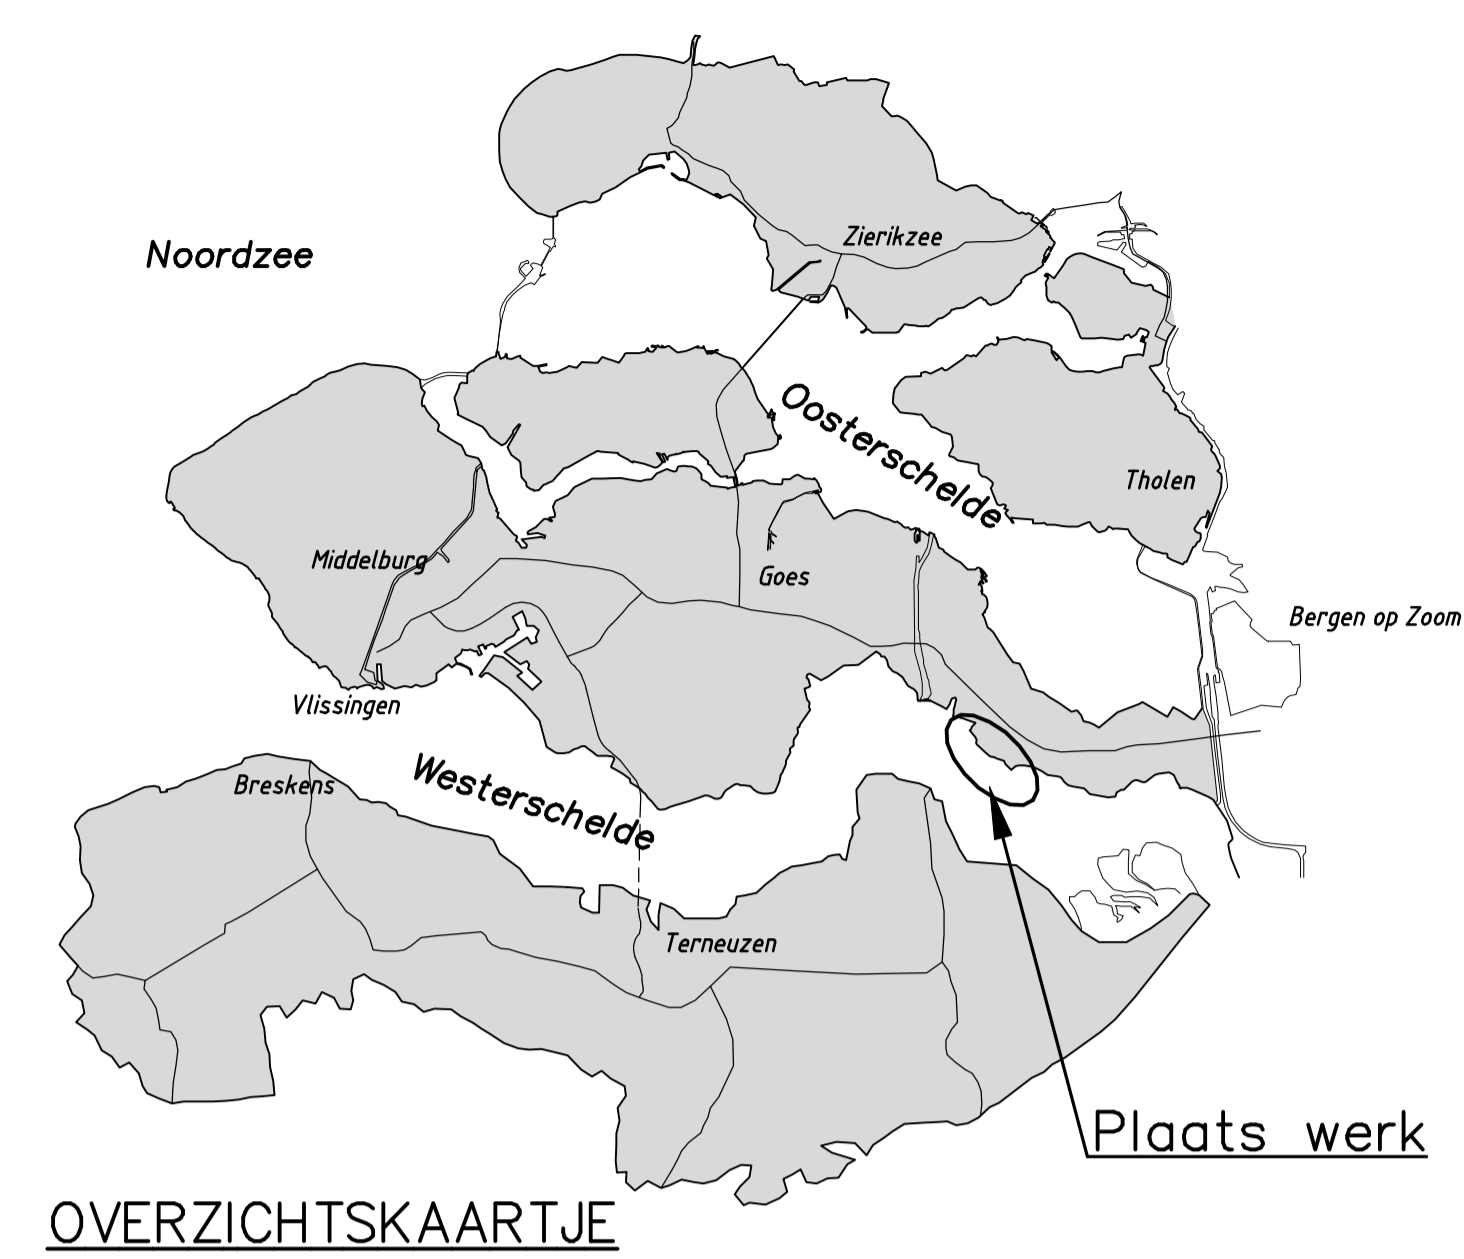 Noordzee
Zierikzee
Oosterschelde
Tholen
Middelburg
Goes
Bergen op Zoom
Vlissingen
Westerschelde
Breskens
Terneuzen
Plaats werk
OVERZICHTSKAARTJE